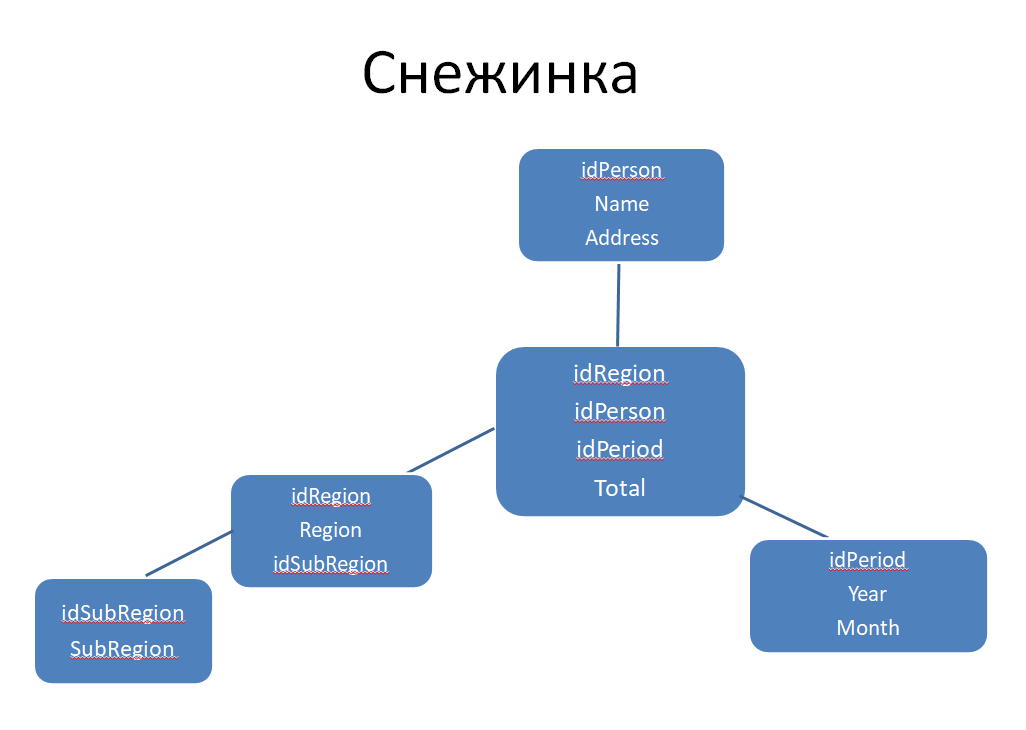 Снежинка
idPerson
Name
Address
idRegion
idPerson
idPeriod
Total
idRegion
Region
idSubRegion
idSubRegion
SubRegion
idPeriod
Year
Month